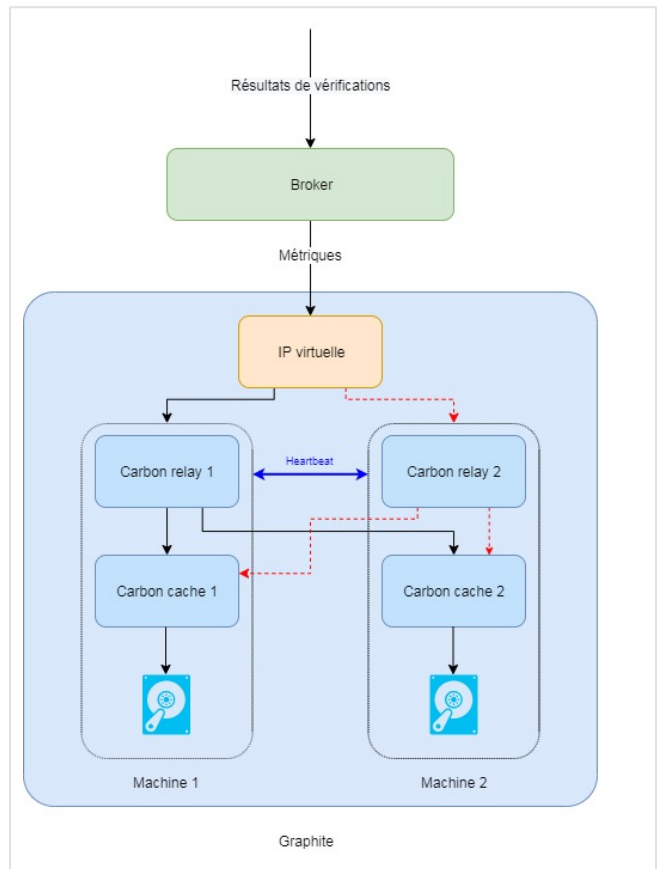 Résultats de vérifications
Broker
Métriques
IP virtuelle
Carbon relay 1
Heartbeat
Carbon relay 2
Carbon cache 1
Carbon cache 2
Machine 1
Machine 2
Graphite